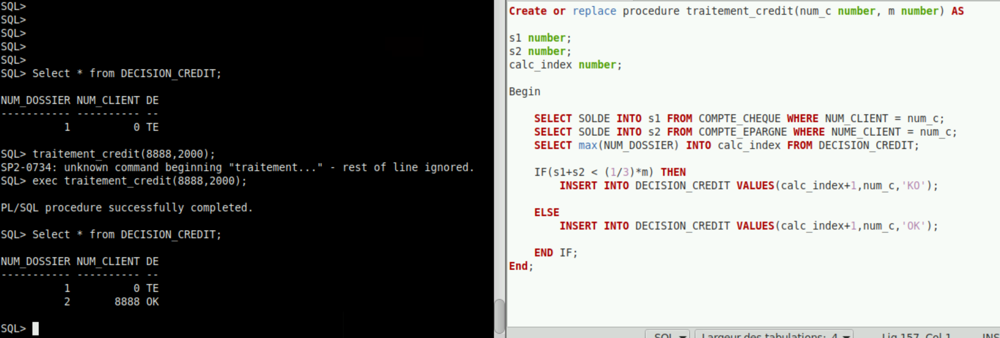 SQL>
SQL>
SQL>
SQL>
SQL>
SQL> Select * from DECISION_CREDIT;
NUM_DOSSIER NUM_CLIENT DE
----------- ---------- --
1 0 TE
SQL> traitement_credit(8888,2000);
SP2-0734: unknown command beginning "traitement..." - rest of line ignored.
SQL> exec traitement_credit(8888,2000);
PL/SQL procedure successfully completed.
SQL> Select * from DECISION_CREDIT;
NUM_DOSSIER NUM_CLIENT DE
----------- ---------- --
1 0 TE
2 8888 OK
SQL>
Create or replace procedure traitement_credit(num_c number, m number) AS
s1 number;
s2 number;
calc_index number;
Begin
SELECT SOLDE INTO s1 FROM COMPTE_CHEQUE WHERE NUM_CLIENT = num_c;
SELECT SOLDE INTO s2 FROM COMPTE_EPARGNE WHERE NUME_CLIENT = num_c;
SELECT max(NUM_DOSSIER) INTO calc_index FROM DECISION_CREDIT;
IF(s1+s2 < (1/3)*m) THEN
INSERT INTO DECISION_CREDIT VALUES(calc_index+1,num_c,'KO');
ELSE
INSERT INTO DECISION_CREDIT VALUES(calc_index+1,num_c,'OK');
END IF;
End;
SQL Largeur des tabulations: 4 Lig 157, Col 1 INS